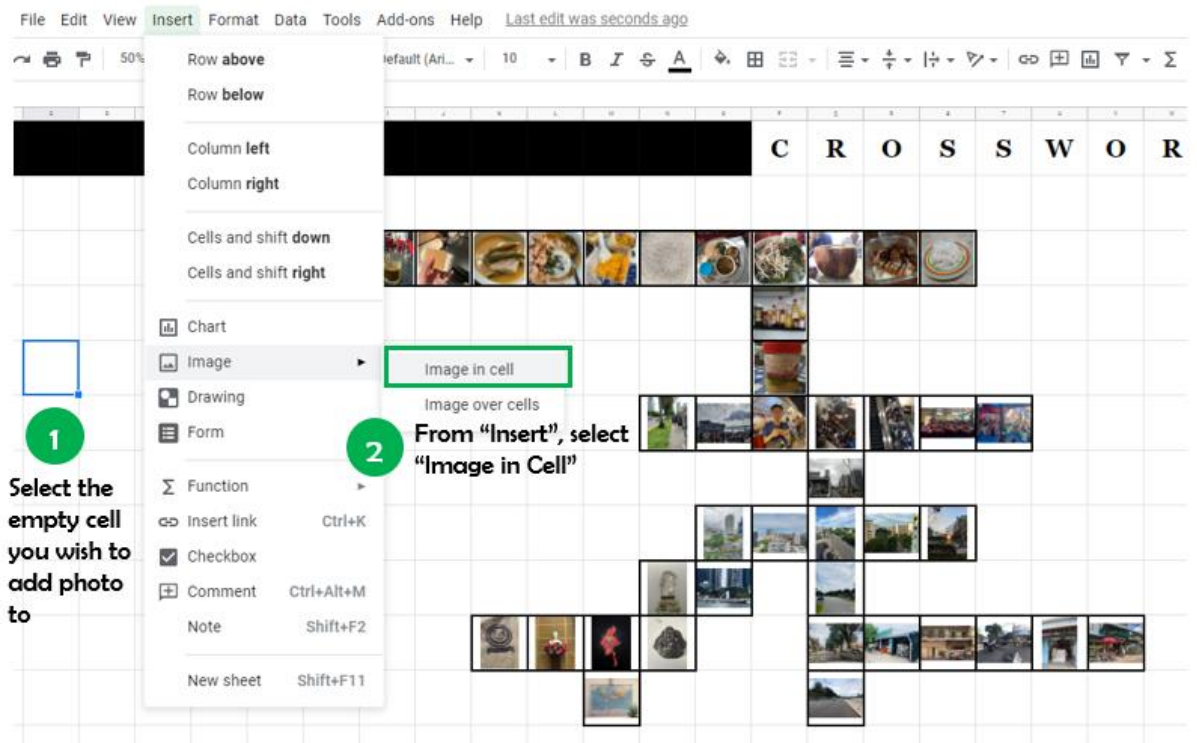 File Edit View Insert Format Data Tools Add-ons Help Last edit was seconds ago
50% Default (Ari... 10 B I S A
C R O S S W O R
Row above
Row below
Column left
Column right
Cells and shift down
Cells and shift right
Chart
Image
Drawing
Form
Function
Insert link Ctrl+K
Checkbox
Comment Ctrl+Alt+M
Note Shift+F2
New sheet Shift+F11
Image in cell
Image over cells
1
Select the
empty cell
you wish to
add photo
to
2
From “Insert”, select
“Image in Cell”